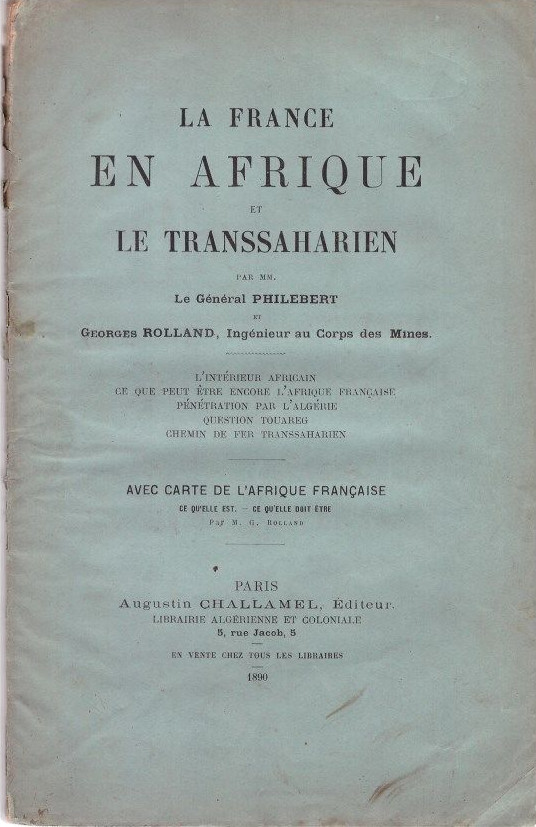 LA FRANCE
EN AFRIQUE
ET
LE TRANSSAHARIEN
PAR MM.
Le Général PHILEBERT
ET
GEORGES ROLLAND, Ingénieur au Corps des Mines.
L'INTÉRIEUR AFRICAIN
CE QUE PEUT ÊTRE ENCORE L'AFRIQUE FRANÇAISE
PÉNÉTRATION PAR L'ALGÉRIE
QUESTION TOUAREG
CHEMIN DE FER TRANSSAHARIEN
AVEC CARTE DE L'AFRIQUE FRANÇAISE
CE QU'ELLE EST. — CE QU'ELLE DOIT ÊTRE
Par M. G. ROLLAND
PARIS
Augustin CHALLAMEL, Éditeur.
LIBRAIRIE ALGÉRIENNE ET COLONIALE
5, rue Jacob, 5
EN VENTE CHEZ TOUS LES LIBRAIRES
1890